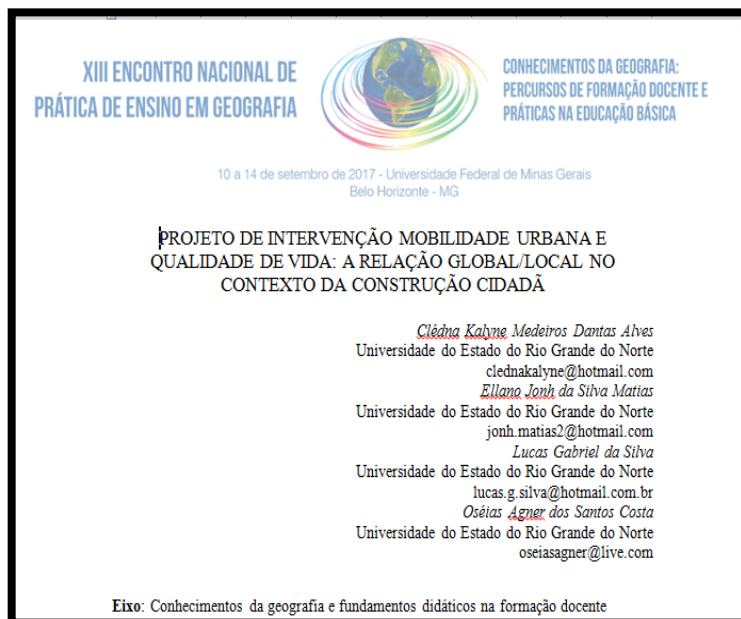 XIII ENCONTRO NACIONAL DE
PRÁTICA DE ENSINO EM GEOGRAFIA
CONHECIMENTOS DA GEOGRAFIA:
PERCURSOS DE FORMAÇÃO DOCENTE E
PRÁTICAS NA EDUCAÇÃO BÁSICA
10 a 14 de setembro de 2017 - Universidade Federal de Minas Gerais
Belo Horizonte - MG
PROJETO DE INTERVENÇÃO MOBILIDADE URBANA E
QUALIDADE DE VIDA: A RELAÇÃO GLOBAL/LOCAL NO
CONTEXTO DA CONSTRUÇÃO CIDADÃ
Clédna Kalyne Medeiros Dantas Alves
Universidade do Estado do Rio Grande do Norte
clednakalyne@hotmail.com
Ellano Jonh da Silva Matias
Universidade do Estado do Rio Grande do Norte
jonh.matias2@hotmail.com
Lucas Gabriel da Silva
Universidade do Estado do Rio Grande do Norte
lucas.g.silva@hotmail.com.br
Oséias Agner dos Santos Costa
Universidade do Estado do Rio Grande do Norte
oseiasagner@live.com
Eixo: Conhecimentos da geografia e fundamentos didáticos na formação docente